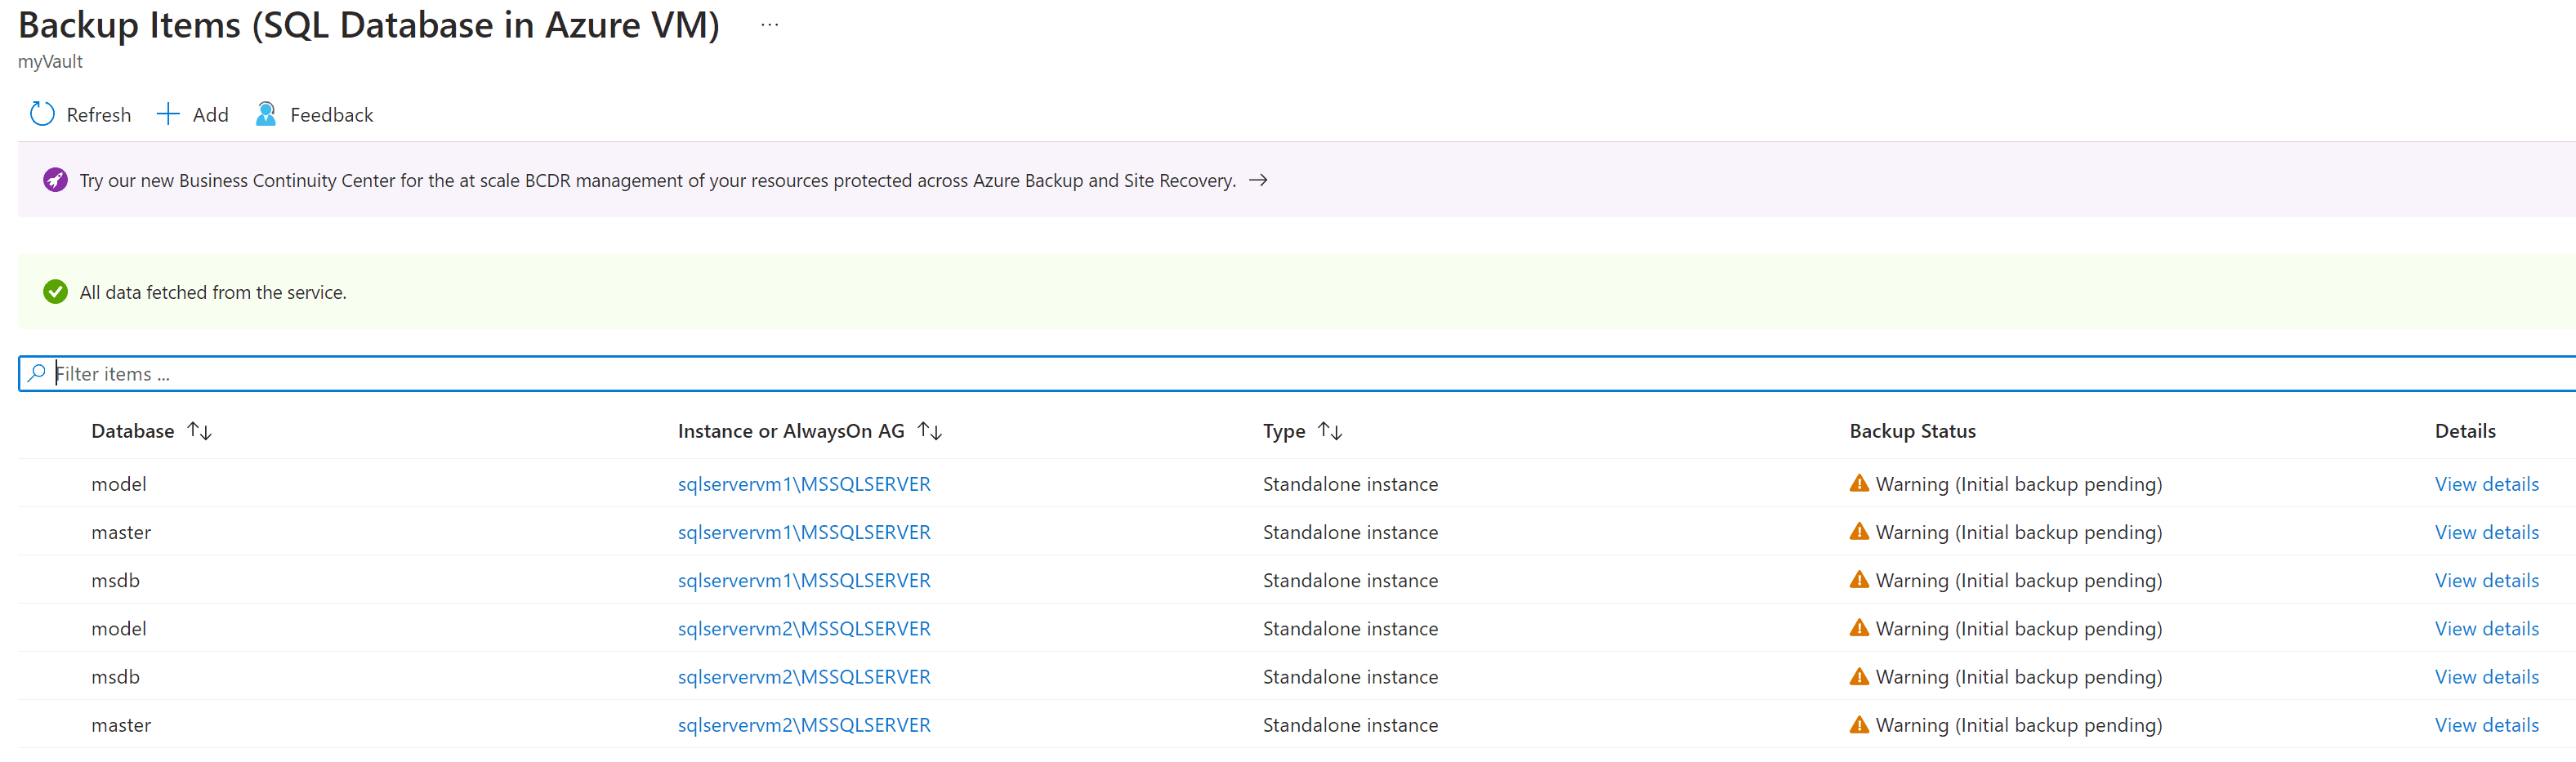 Backup Items (SQL Database in Azure VM) ...
myVault
Refresh Add Feedback
Try our new Business Continuity Center for the at scale BCDR management of your resources protected across Azure Backup and Site Recovery. →
All data fetched from the service.
Filter items ...
Database ↑↓ Instance or AlwaysOn AG ↑↓ Type ↑↓ Backup Status Details
model sqlservervm1\MSSQLSERVER Standalone instance Warning (Initial backup pending) View details
master sqlservervm1\MSSQLSERVER Standalone instance Warning (Initial backup pending) View details
msdb sqlservervm1\MSSQLSERVER Standalone instance Warning (Initial backup pending) View details
model sqlservervm2\MSSQLSERVER Standalone instance Warning (Initial backup pending) View details
msdb sqlservervm2\MSSQLSERVER Standalone instance Warning (Initial backup pending) View details
master sqlservervm2\MSSQLSERVER Standalone instance Warning (Initial backup pending) View details